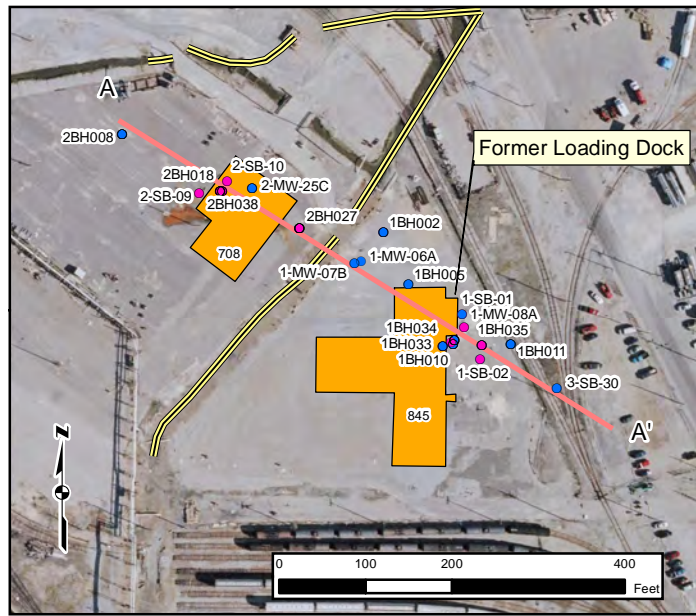 A
2BH008
2-SB-10
2BH018
2-MW-25C
2-SB-09
2BH038
708
2BH027
1BH002
Former Loading Dock
1-MW-06A
1-MW-07B
1BH005
1-SB-01
1-MW-08A
1BH034
1BH035
1BH033
1BH011
1BH010
1-SB-02
3-SB-30
845
A'
N
0 100 200 400
Feet